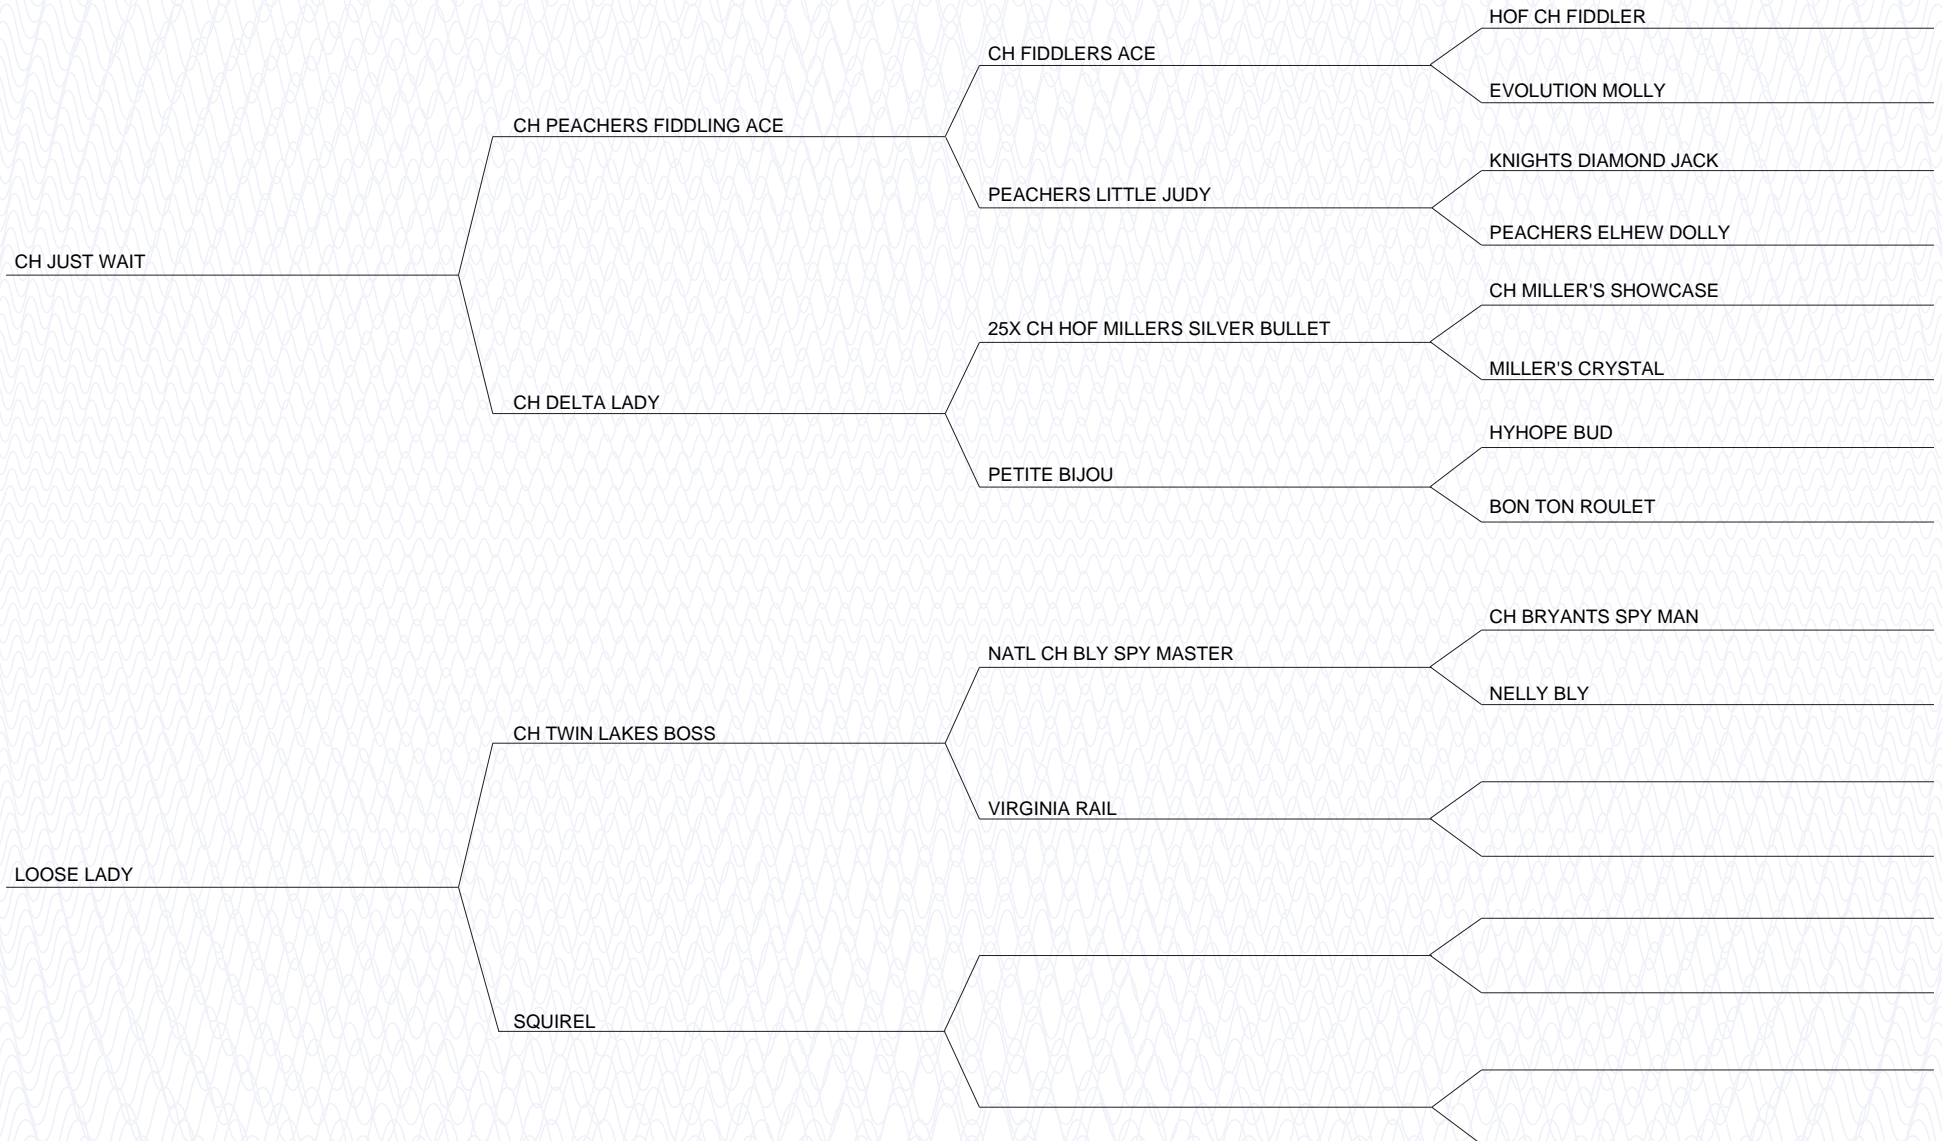 HOF CH FIDDLER
CH FIDDLERS ACE
EVOLUTION MOLLY
CH PEACHERS FIDDLING ACE
KNIGHTS DIAMOND JACK
PEACHERS LITTLE JUDY
PEACHERS ELHEW DOLLY
CH JUST WAIT
CH MILLER'S SHOWCASE
25X CH HOF MILLERS SILVER BULLET
MILLER'S CRYSTAL
CH DELTA LADY
HYHOPE BUD
PETITE BIJOU
BON TON ROULET
CH BRYANTS SPY MAN
NATL CH BLY SPY MASTER
NELLY BLY
CH TWIN LAKES BOSS
VIRGINIA RAIL
LOOSE LADY
SQUIREL